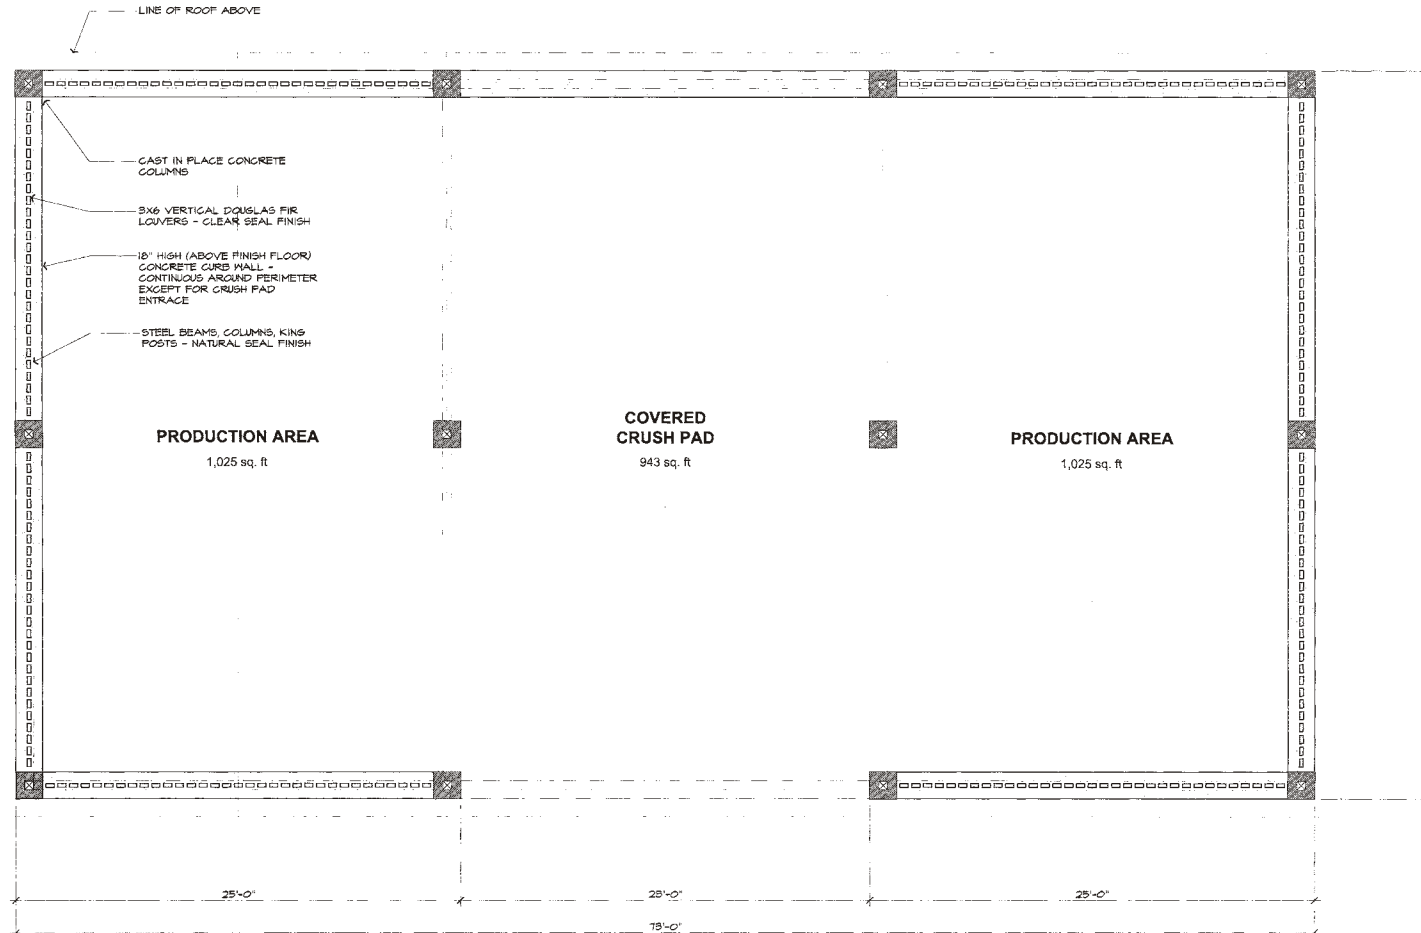 LINE OF ROOF ABOVE
CAST IN PLACE CONCRETE
COLUMNS
3X6 VERTICAL DOUGLAS FIR
LOUVERS - CLEAR SEAL FINISH
18" HIGH (ABOVE FINISH FLOOR)
CONCRETE CURB WALL -
CONTINUOUS AROUND PERIMETER
EXCEPT FOR CRUSH PAD
ENTRACE
STEEL BEAMS, COLUMNS, KING
POSTS - NATURAL SEAL FINISH
PRODUCTION AREA
1,025 sq. ft
COVERED
CRUSH PAD
943 sq. ft
PRODUCTION AREA
1,025 sq. ft
25'-0"
23'-0"
25'-0"
73'-0"